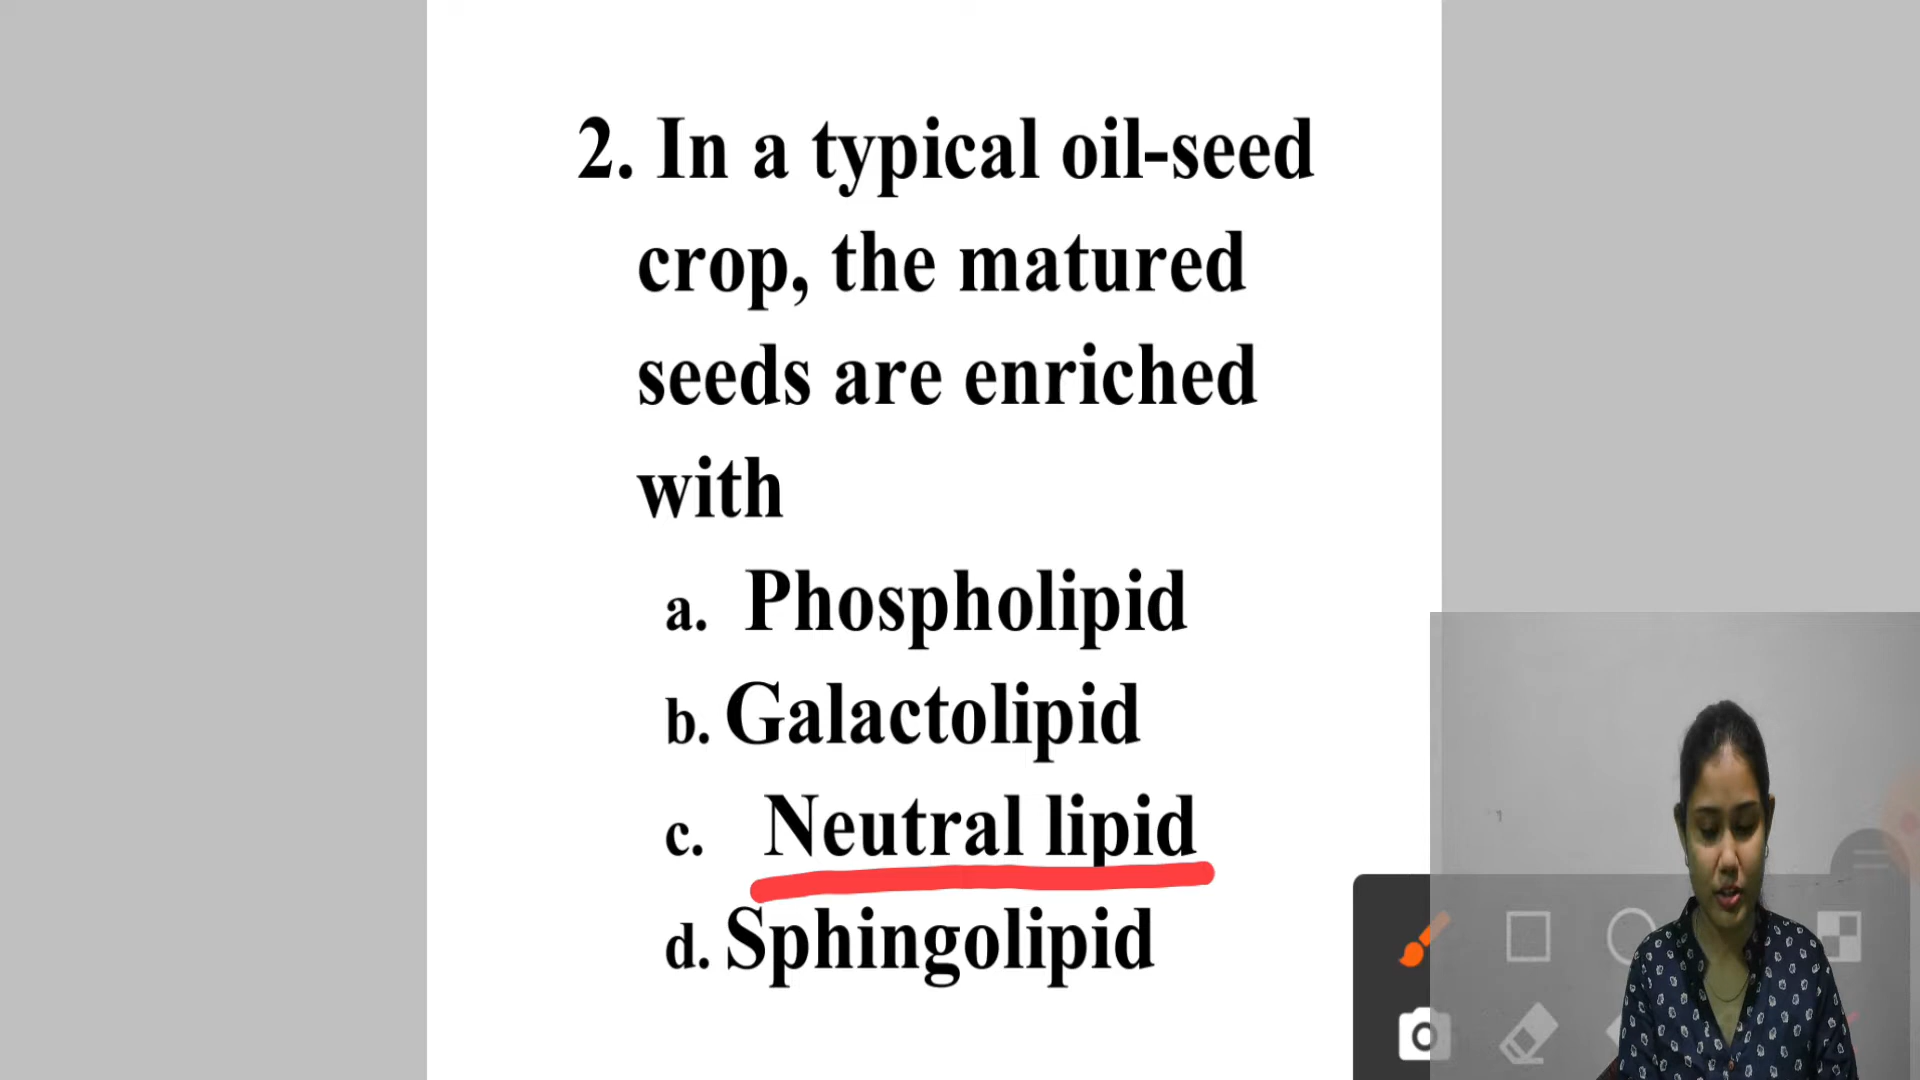 2. In a typical oil-seed
crop, the matured
seeds are enriched
with
a. Phospholipid
b. Galactolipid
c. Neutral lipid
d. Sphingolipid